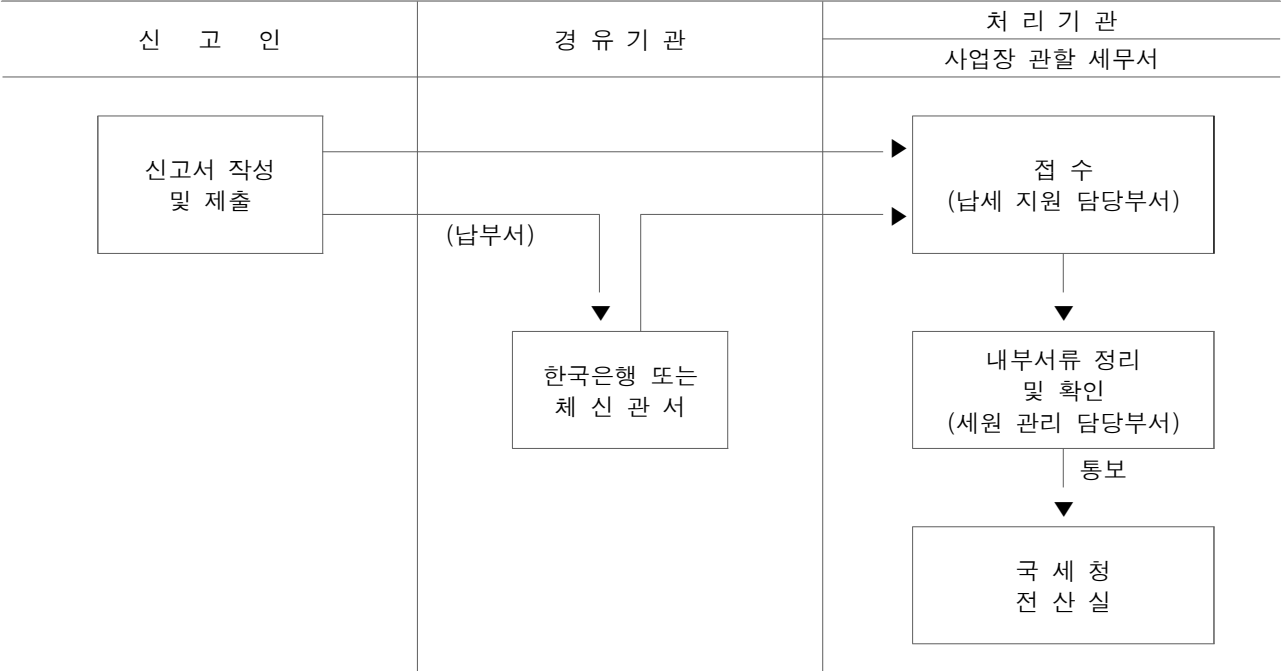 신 고 인
경 유 기 관
처 리 기 관
사업장 관할 세무서
신고서 작성
및 제출
(납부서)
한국은행 또는
체 신 관 서
접 수
(납세 지원 담당부서)
내부서류 정리
및 확인
(세원 관리 담당부서)
통보
국 세 청
전 산 실